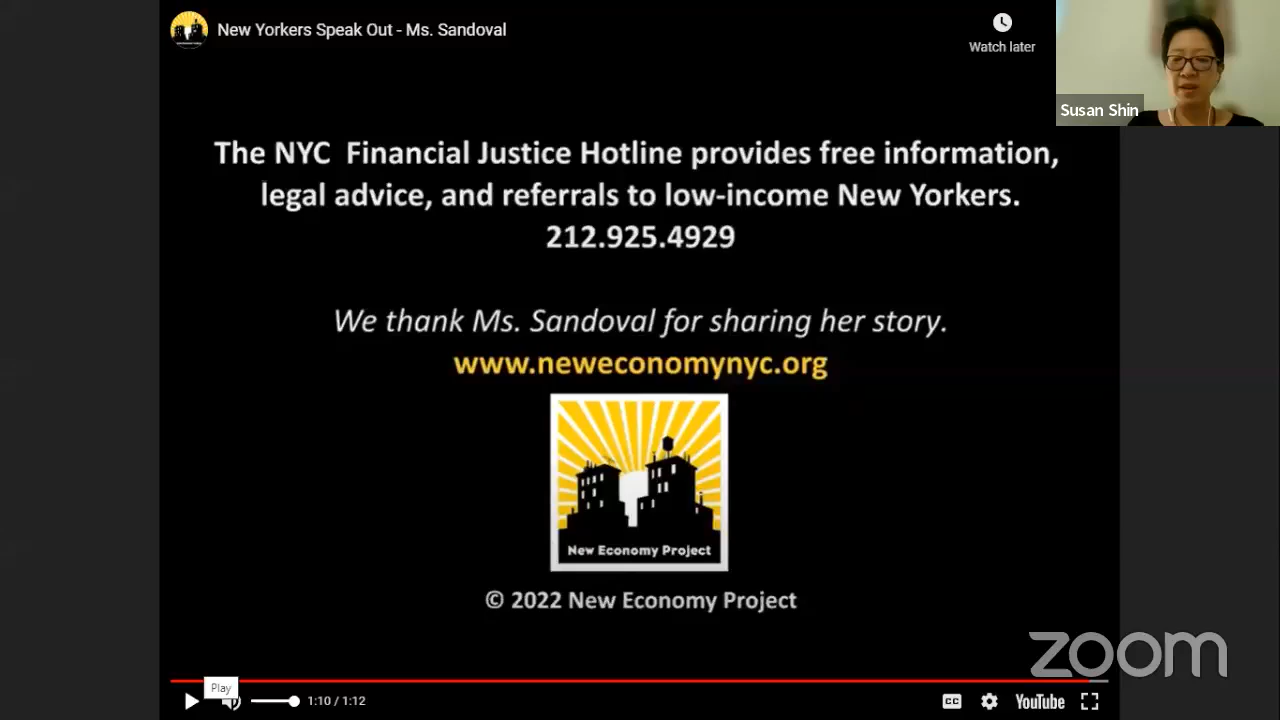 New Yorkers Speak Out - Ms. Sandoval
Watch later
Susan Shin
The NYC Financial Justice Hotline provides free information,
legal advice, and referrals to low-income New Yorkers.
212.925.4929
We thank Ms. Sandoval for sharing her story.
www.neweconomynyc.org
New Economy Project
© 2022 New Economy Project
zoom
Play
1:10 / 1:12
CC
YouTube